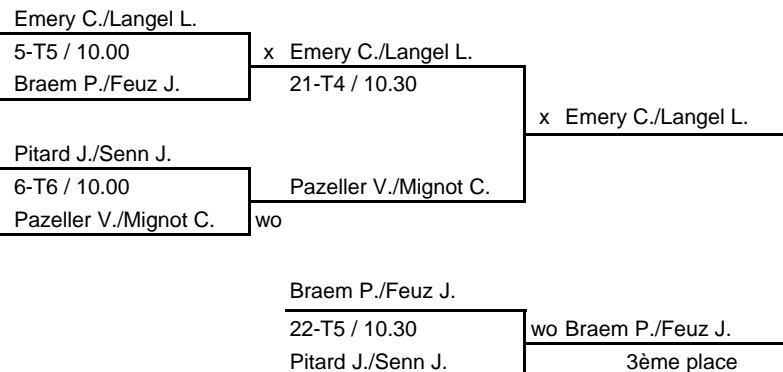 Emery C./Langel L.
5-T5 / 10.00 x Emery C./Langel L.
Braem P./Feuz J. 21-T4 / 10.30
x Emery C./Langel L.
Pitard J./Senn J.
6-T6 / 10.00 Pazeller V./Mignot C.
Pazeller V./Mignot C. wo
Braem P./Feuz J.
22-T5 / 10.30 wo Braem P./Feuz J.
Pitard J./Senn J. 3ème place